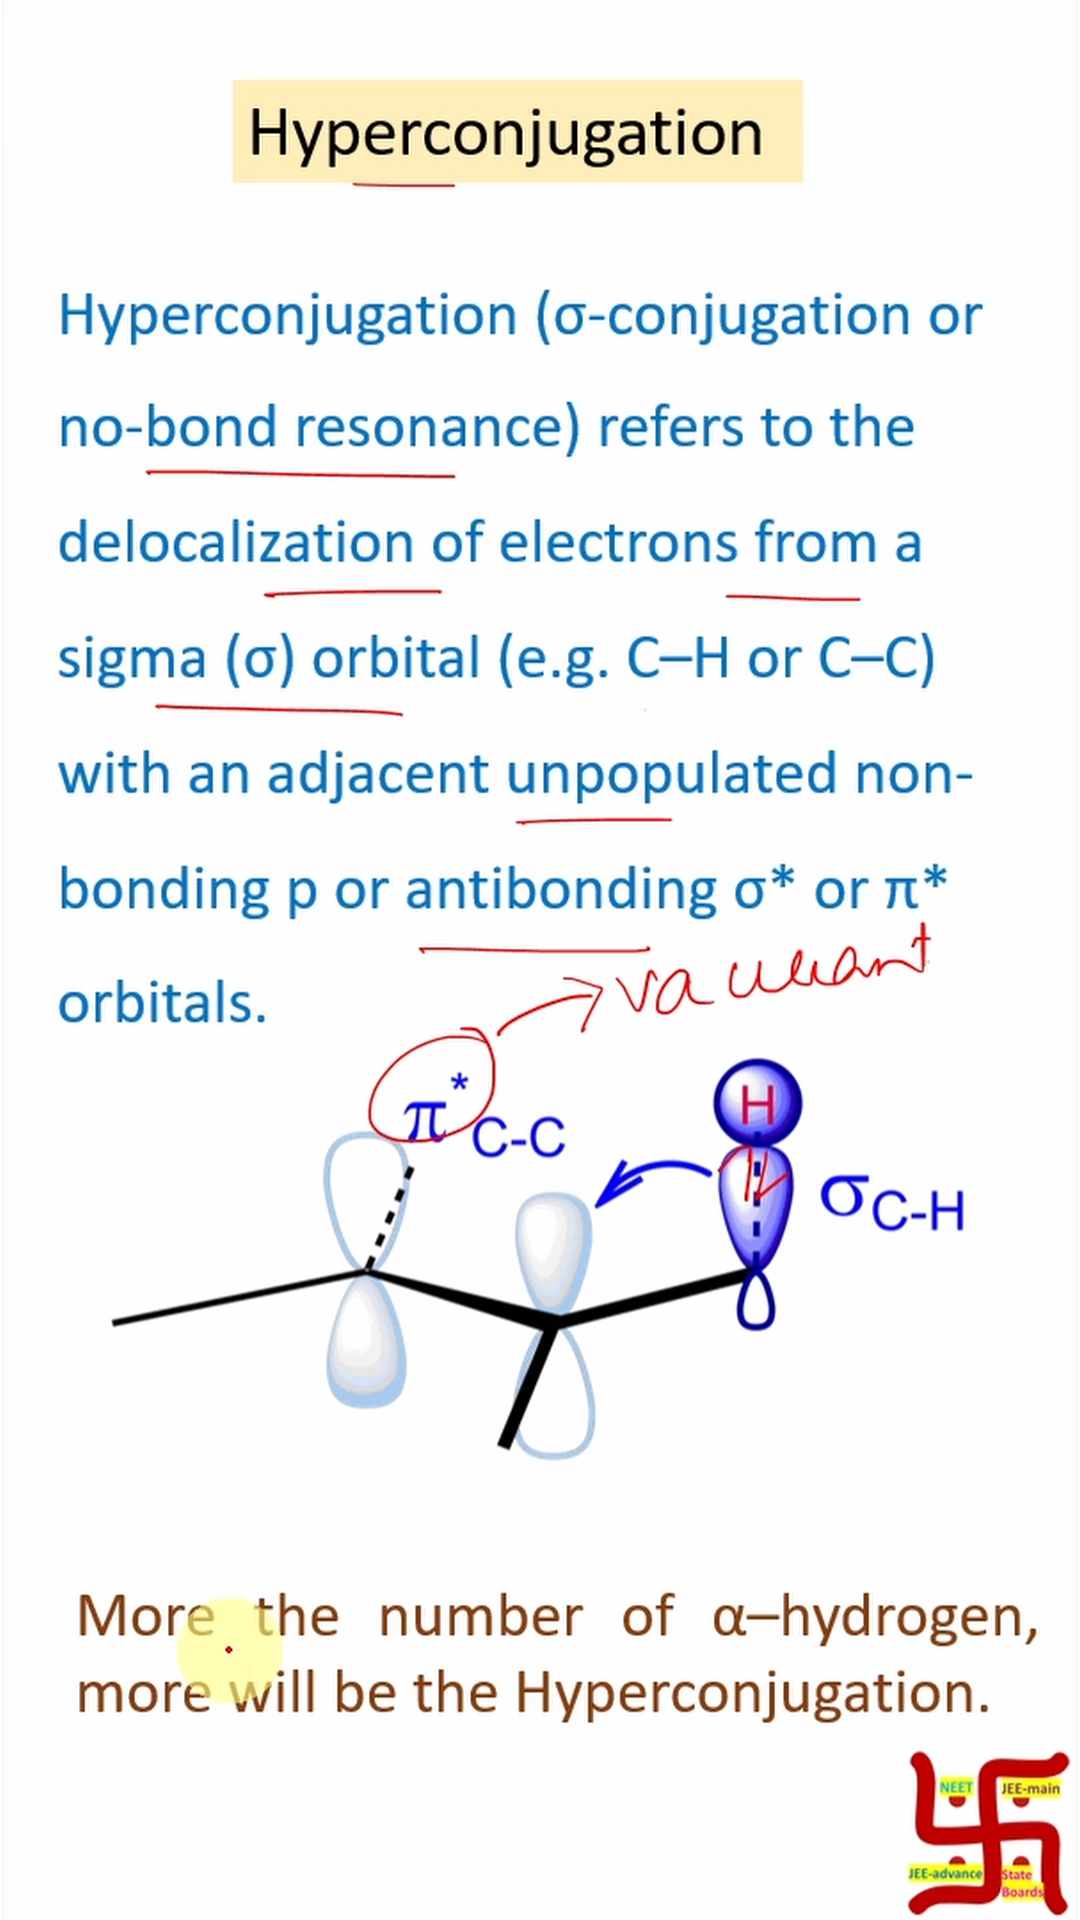 Hyperconjugation
Hyperconjugation (σ-conjugation or
no-bond resonance) refers to the
delocalization of electrons from a
sigma (σ) orbital (e.g. C–H or C–C)
with an adjacent unpopulated non-
bonding p or antibonding σ* or π*
orbitals.
π* C-C
H
σC-H
More the number of α–hydrogen,
more will be the Hyperconjugation.
NEET JEE-main
JEE-advance State
Boards